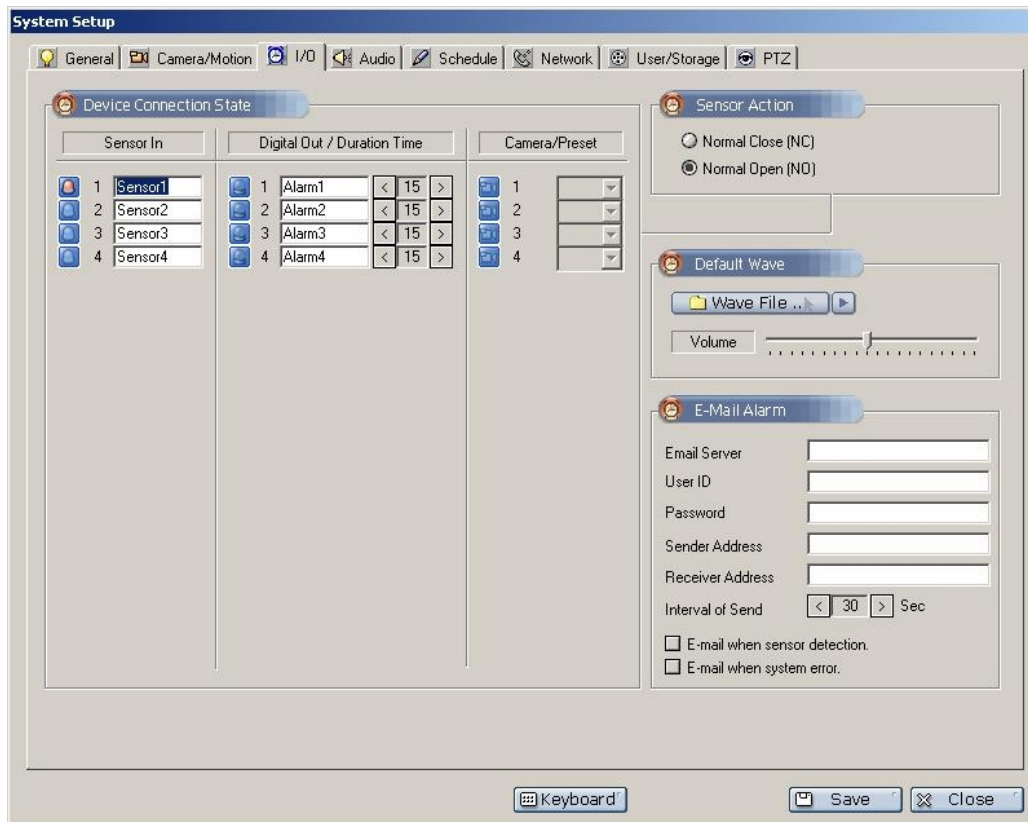 System Setup
General Camera/Motion I/O Audio Schedule Network User/Storage PTZ
Device Connection State
Sensor In Digital Out / Duration Time Camera/Preset
1 Sensor1 1 Alarm1 < 15 > 1
2 Sensor2 2 Alarm2 < 15 > 2
3 Sensor3 3 Alarm3 < 15 > 3
4 Sensor4 4 Alarm4 < 15 > 4
Sensor Action
Normal Close (NC)
Normal Open (NO)
Default Wave
Wave File ..
Volume
E-Mail Alarm
Email Server
User ID
Password
Sender Address
Receiver Address
Interval of Send < 30 > Sec
E-mail when sensor detection.
E-mail when system error.
Keyboard Save Close